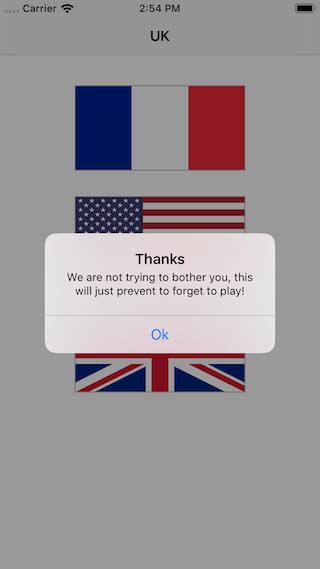 Carrier 2:54 PM
UK
Thanks
We are not trying to bother you, this
will just prevent to forget to play!
Ok